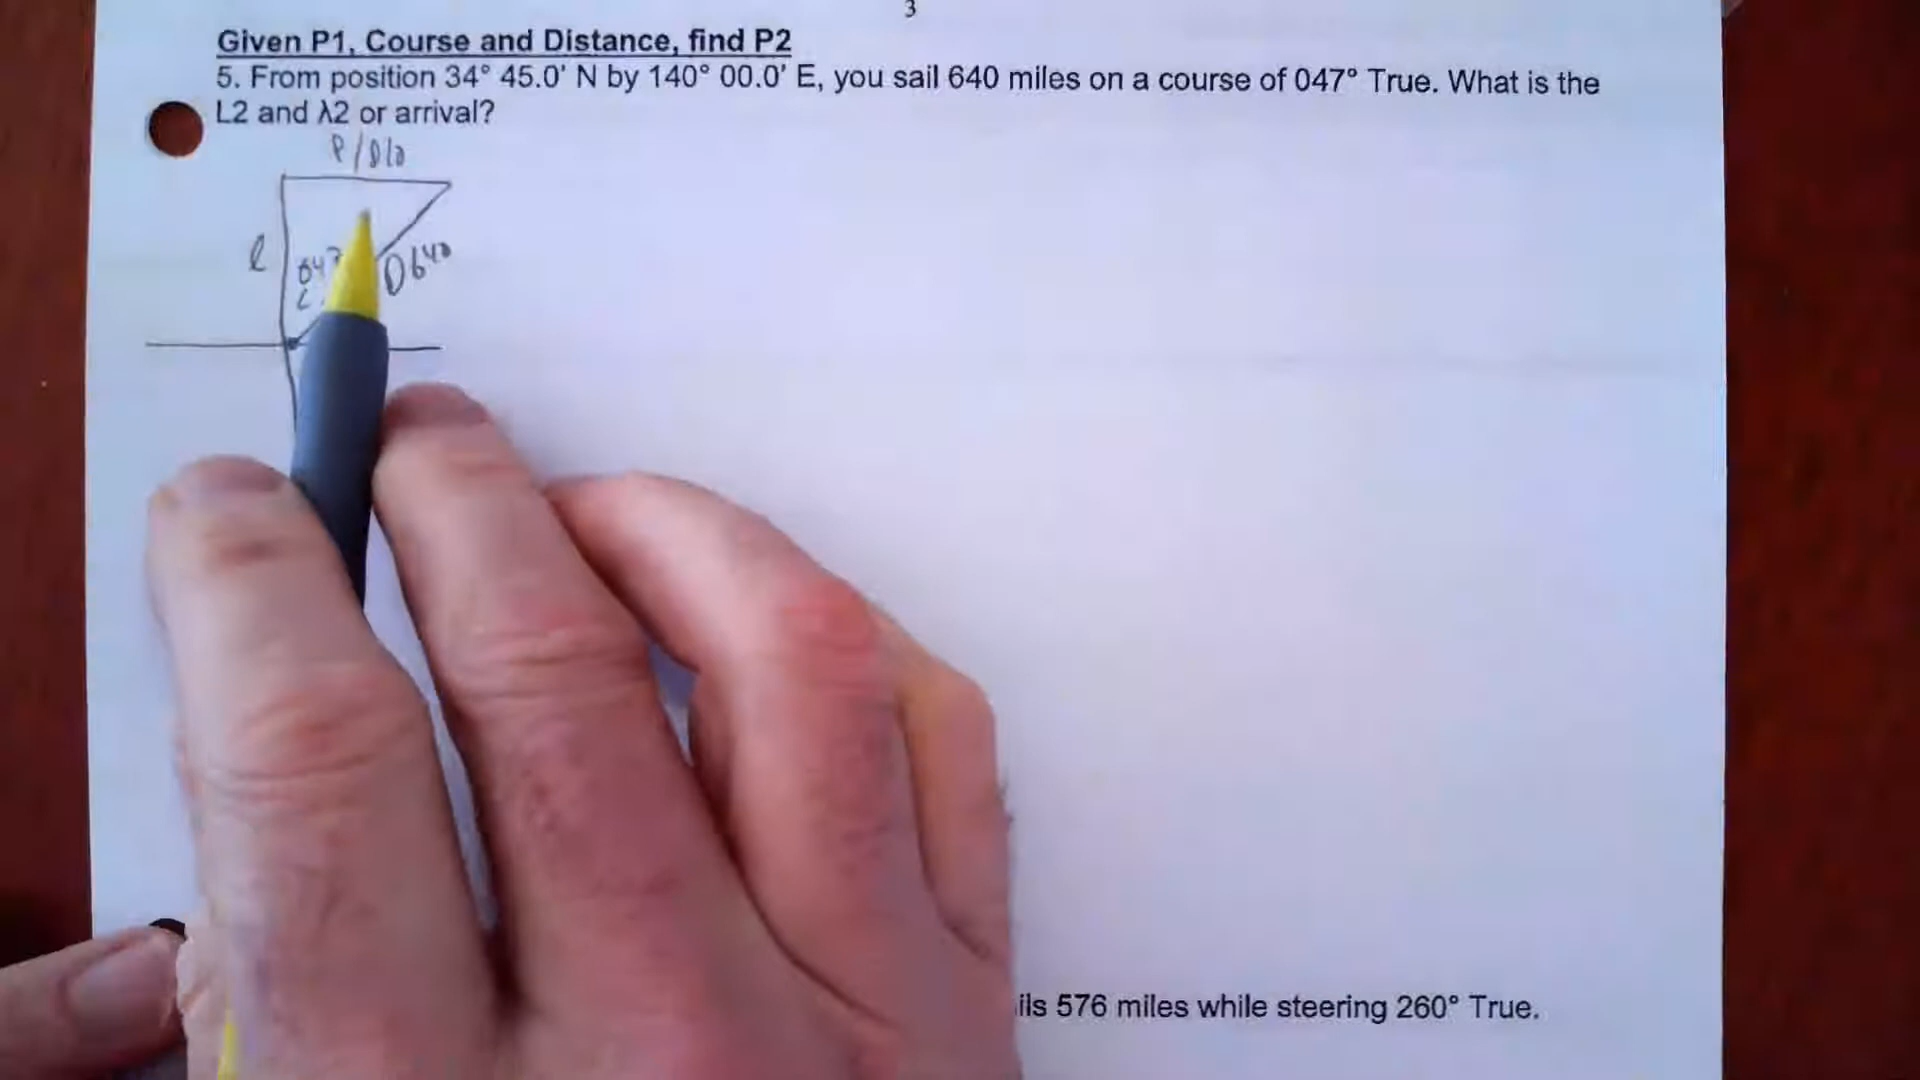 3
Given P1, Course and Distance, find P2
5. From position 34° 45.0' N by 140° 00.0' E, you sail 640 miles on a course of 047° True. What is the
L2 and λ2 or arrival?
P/Dlo
l
047
C
D640
ils 576 miles while steering 260° True.